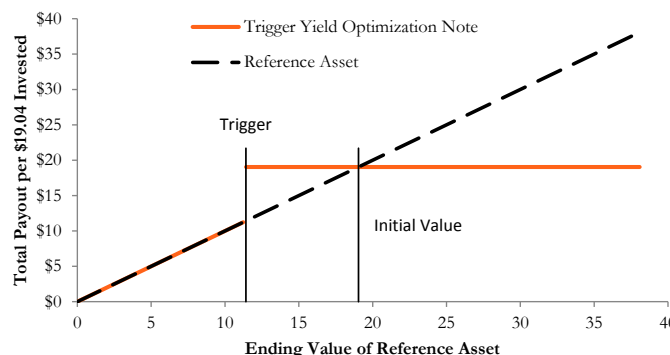 Trigger Yield Optimization Note
Reference Asset
Total Payout per $19.04 Invested
$40
$35
$30
$25
$20
$15
$10
$5
$0
Trigger
Initial Value
0 5 10 15 20 25 30 35 40
Ending Value of Reference Asset